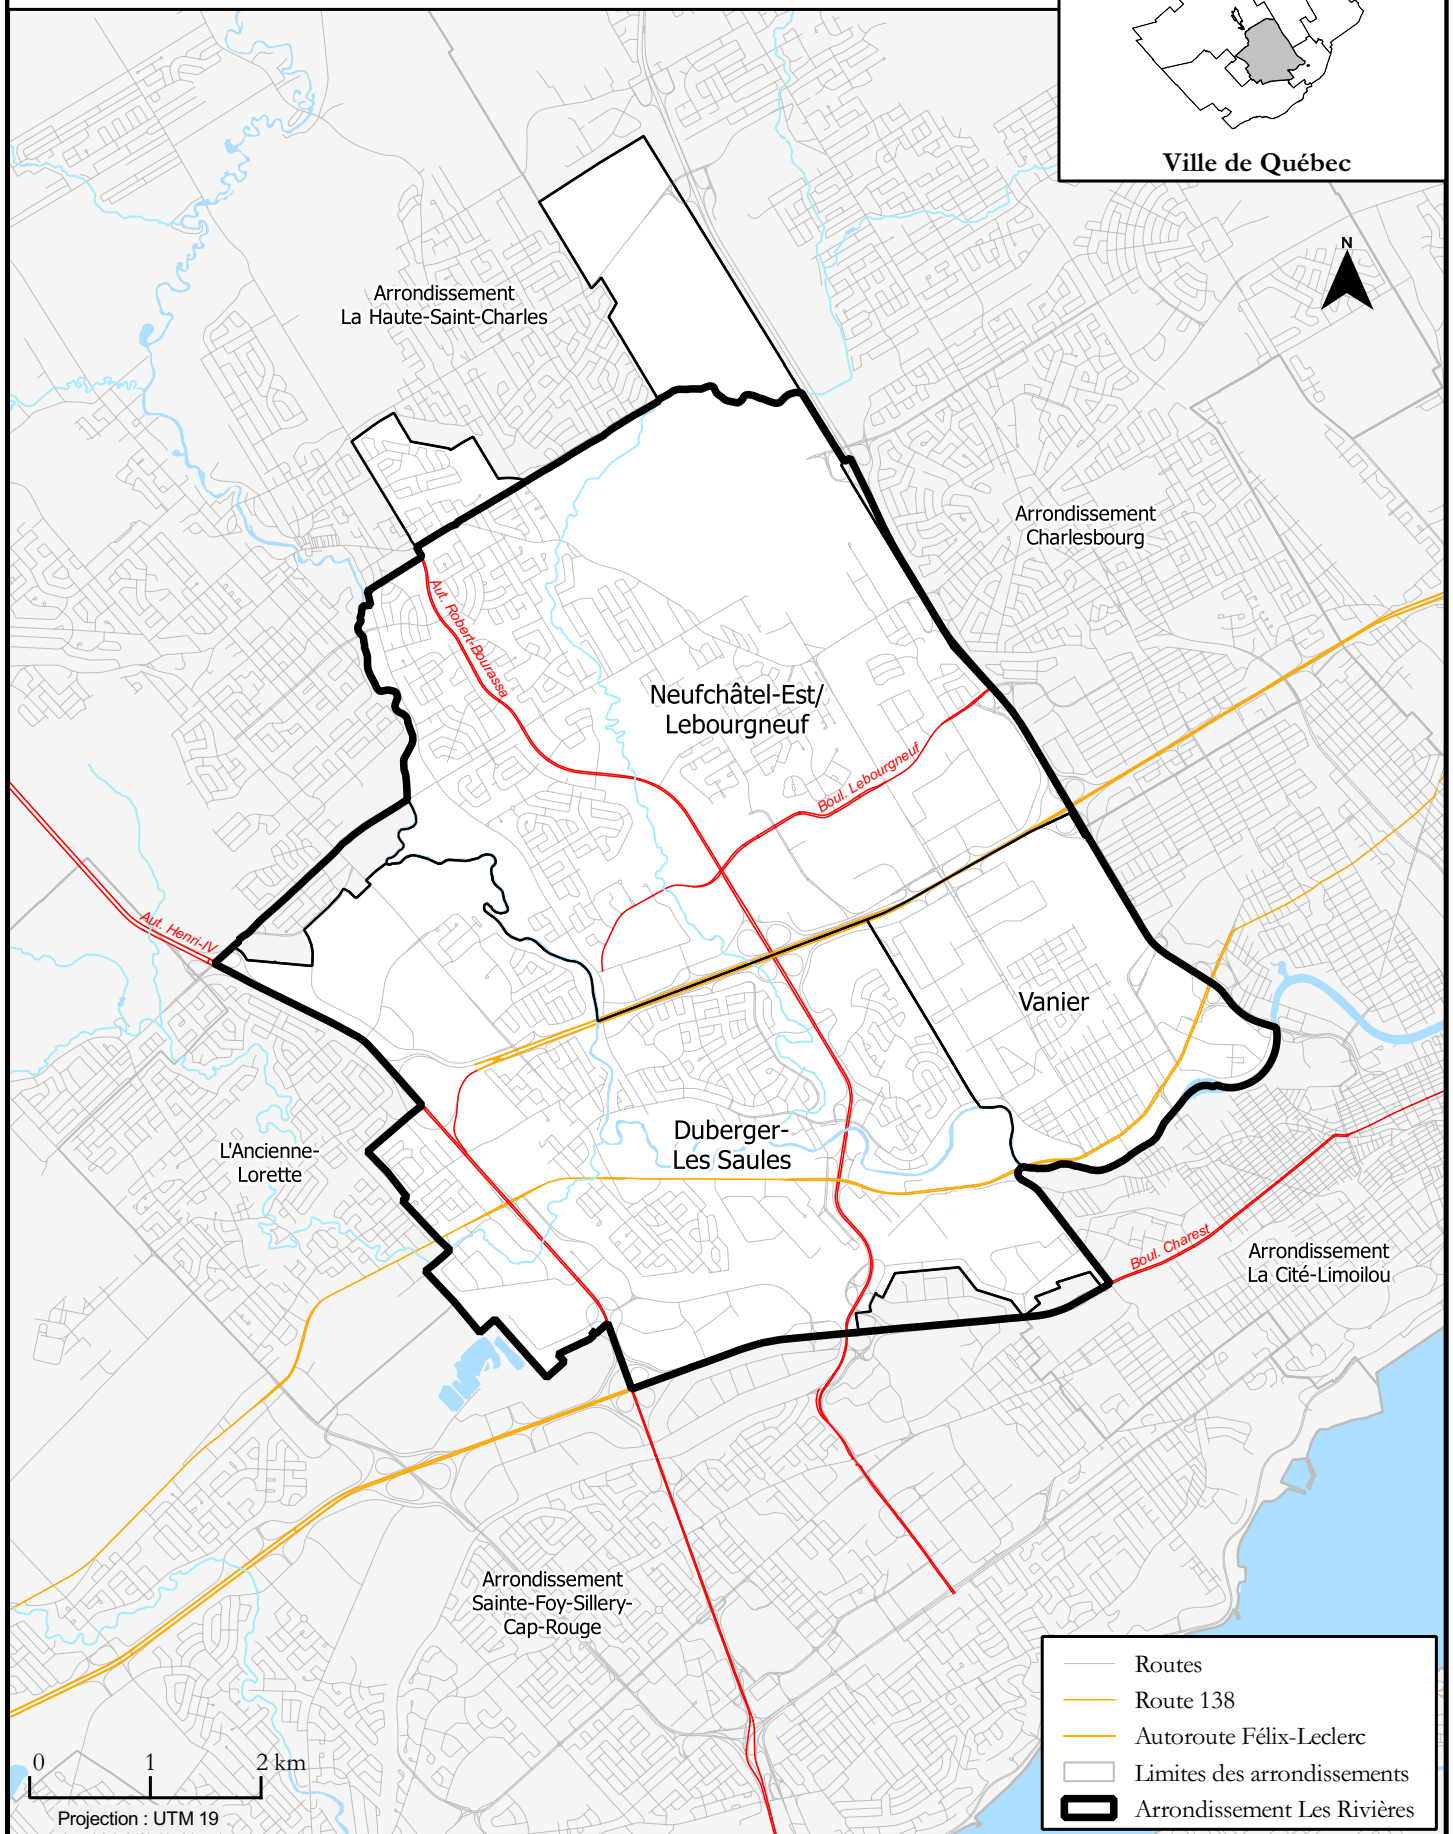 Ville de Québec
N
Arrondissement
La Haute-Saint-Charles
Arrondissement
Charlesbourg
Aut. Robert-Bourassa
Neufchâtel-Est/
Lebourgneuf
Boul. Lebourgneuf
Aut. Henri-IV
Vanier
Duberger-
Les Saules
L'Ancienne-
Lorette
Boul. Charest
Arrondissement
La Cité-Limoilou
Arrondissement
Sainte-Foy-Sillery-
Cap-Rouge
Routes
Route 138
Autoroute Félix-Leclerc
Limites des arrondissements
Arrondissement Les Rivières
0 1 2 km
Projection : UTM 19